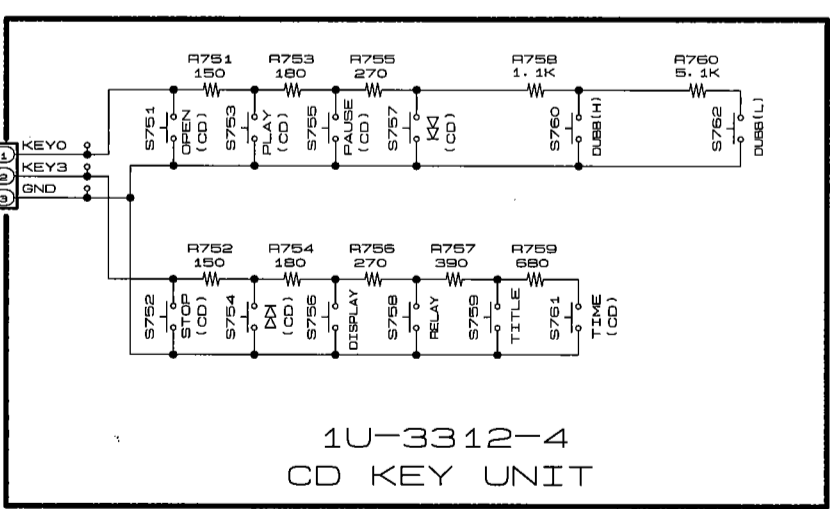 R751 R753 R755 R758 R760
150 180 270 1.1K 5.1K
S751 OPEN (CD)
S753 PLAY (CD)
S755 PAUSE (CD)
S757 (CD)
S760 DUBB(H)
S762 DUBB(L)
1 KEY0
2 KEY3
3 GND
R752 R754 R756 R757 R759
150 180 270 390 680
S752 STOP (CD)
S754 (CD)
S756 DISPLAY
S758 RELAY
S759 TITLE
S761 TIME (CD)
1U-3312-4
CD KEY UNIT